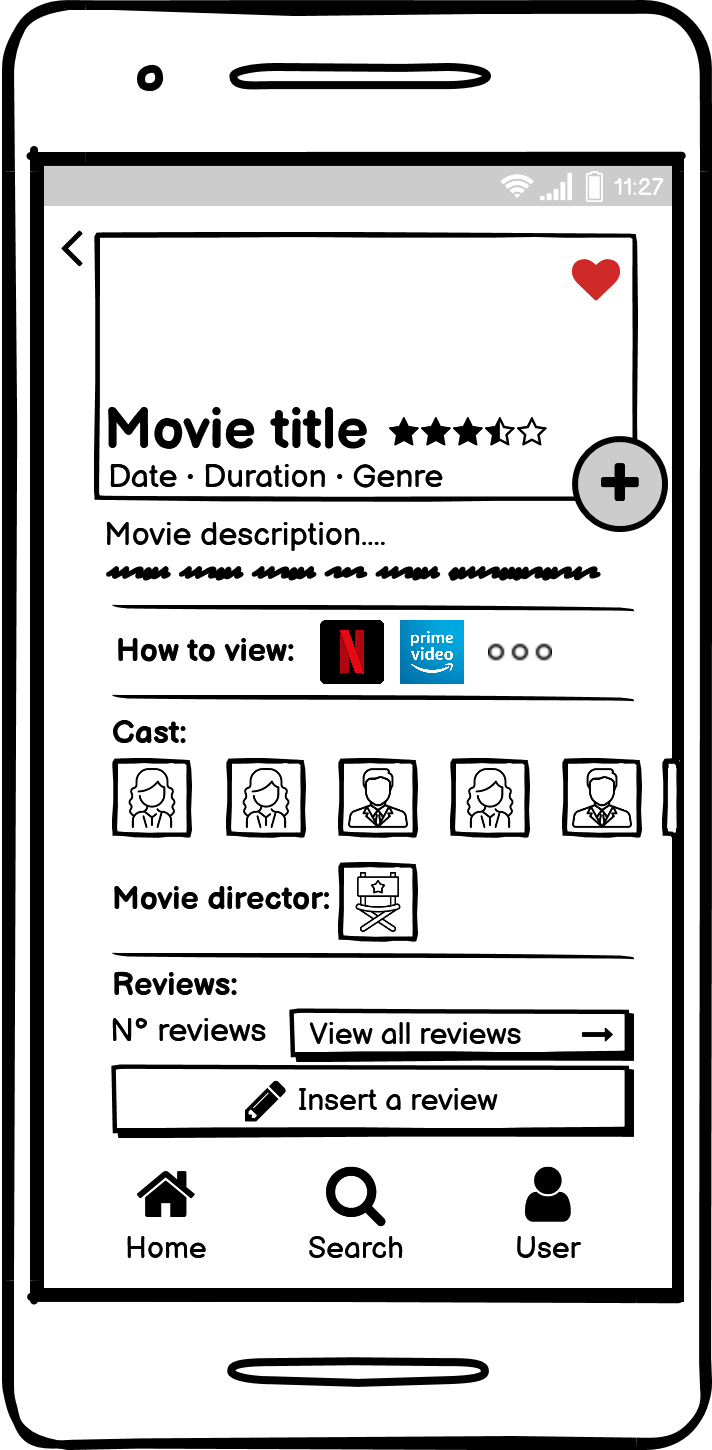 11:27
Movie title
Date · Duration · Genre
Movie description....
How to view:
N
prime
video
Cast:
Movie director:
Reviews:
N° reviews
View all reviews →
Insert a review
Home Search User